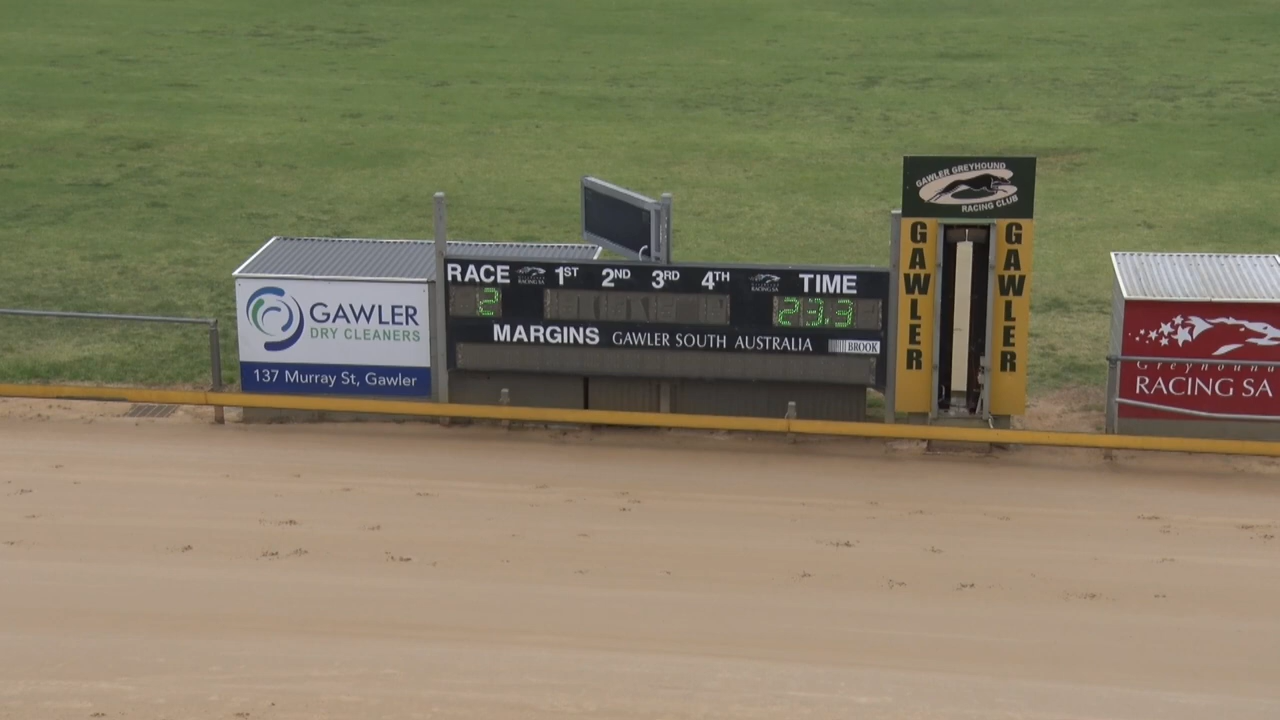 GAWLER GREYHOUND
RACING CLUB
GAWLER
GAWLER
RACE 1ST 2ND 3RD 4TH TIME
2 23.3
MARGINS GAWLER SOUTH AUSTRALIA BROOK
GAWLER
DRY CLEANERS
137 Murray St, Gawler
Greyhound
RACING SA